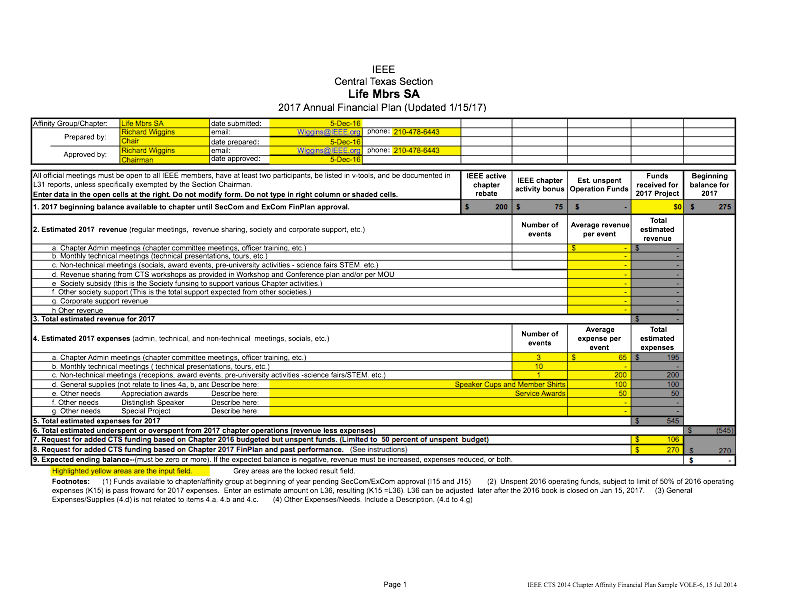 IEEE
Central Texas Section
Life Mbrs SA
2017 Annual Financial Plan (Updated 1/15/17)
Affinity Group/Chapter: Life Mbrs SA date submitted: 5-Dec-16
Prepared by: Richard Wiggins email: Wiggins@IEEE.org phone: 210-478-6443
Chair date prepared: 5-Dec-16
Approved by: Richard Wiggins email: Wiggins@IEEE.org phone: 210-478-6443
Chairman date approved: 5-Dec-16
All official meetings must be open to all IEEE members, have at least two participants, be listed in v-tools, and be documented in
L31 reports, unless specifically exempted by the Section Chairman.
Enter data in the open cells at the right. Do not modify form. Do not type in right column or shaded cells.
IEEE active chapter rebate
IEEE chapter activity bonus
Est. unspent Operation Funds
Funds received for 2017 Project
Beginning balance for 2017
1. 2017 beginning balance available to chapter until SecCom and ExCom FinPlan approval. $ 200 $ 75 $ - $0 $ 275
2. Estimated 2017 revenue (regular meetings, revenue sharing, society and corporate support, etc.) Number of events Average revenue per event Total estimated revenue
a. Chapter Admin meetings (chapter committee meetings, officer training, etc.) $ - $ -
b. Monthly technical meetings (technical presentations, tours, etc.) - -
c. Non-technical meetings (socials, award events, pre-university activities - science fairs STEM. etc.) - -
d. Revenue sharing from CTS workshops as provided in Workshop and Conference plan and/per MOU - -
e Society subsidy (this is the Society funsing to support various Chapter activities.) - -
f. Other society support (This is the total support expected from other societies.) - -
g. Corporate support revenue - -
h Oher revenue - -
3. Total estimated revenue for 2017 $ -
4. Estimated 2017 expenses (admin, technical, and non-technical meetings, socials, etc.) Number of events Average expense per event Total estimated expenses
a. Chapter Admin meetings (chapter committee meetings, officer training, etc.) 3 $ 65 $ 195
b. Monthly technical meetings ( technical presentations, tours, etc.) 10 - -
c. Non-technical meetings (recepions, award events, pre-university activities -science fairs/STEM. etc.) 1 200 200
d. General supplies (not relate to lines 4a, b, anc Describe here: Speaker Cups and Member Shirts 100 100
e. Other needs Appreciation awards Describe here: Service Awards 50 50
f. Other needs Distinglish Speaker Describe here: - -
g. Other needs Special Project Describe here - -
5. Total estimated expenses for 2017 $ 545
6. Total estimated underspent or overspent from 2017 chapter operations (revenue less expenses) $ (545)
7. Request for added CTS funding based on Chapter 2016 budgeted but unspent funds. (Limited to 50 percent of unspent budget) $ 106
8. Request for added CTS funding based on Chapter 2017 FinPlan and past performance. (See instructions) $ 270 $ 270
9. Expected ending balance--(must be zero or more). If the expected balance is negative, revenue must be increased, expenses reduced, or both. $ -
Highlighted yellow areas are the input field. Grey areas are the locked result field.
Footnotes: (1) Funds available to chapter/affinity group at beginning of year pending SecCom/ExCom approval (I15 and J15) (2) Unspent 2016 operating funds, subject to limit of 50% of 2016 operating
expenses (K15) is pass froward for 2017 expenses. Enter an estimate amount on L36, resulting (K15 =L36). L36 can be adjusted later after the 2016 book is closed on Jan 15, 2017. (3) General
Expenses/Supplies (4.d) is not related to items 4 a. 4.b and 4.c. (4) Other Expenses/Needs. Include a Description. (4.d to 4.g)
Page 1
IEEE CTS 2014 Chapter Affinity Financial Plan Sample VOLE-6, 15 Jul 2014